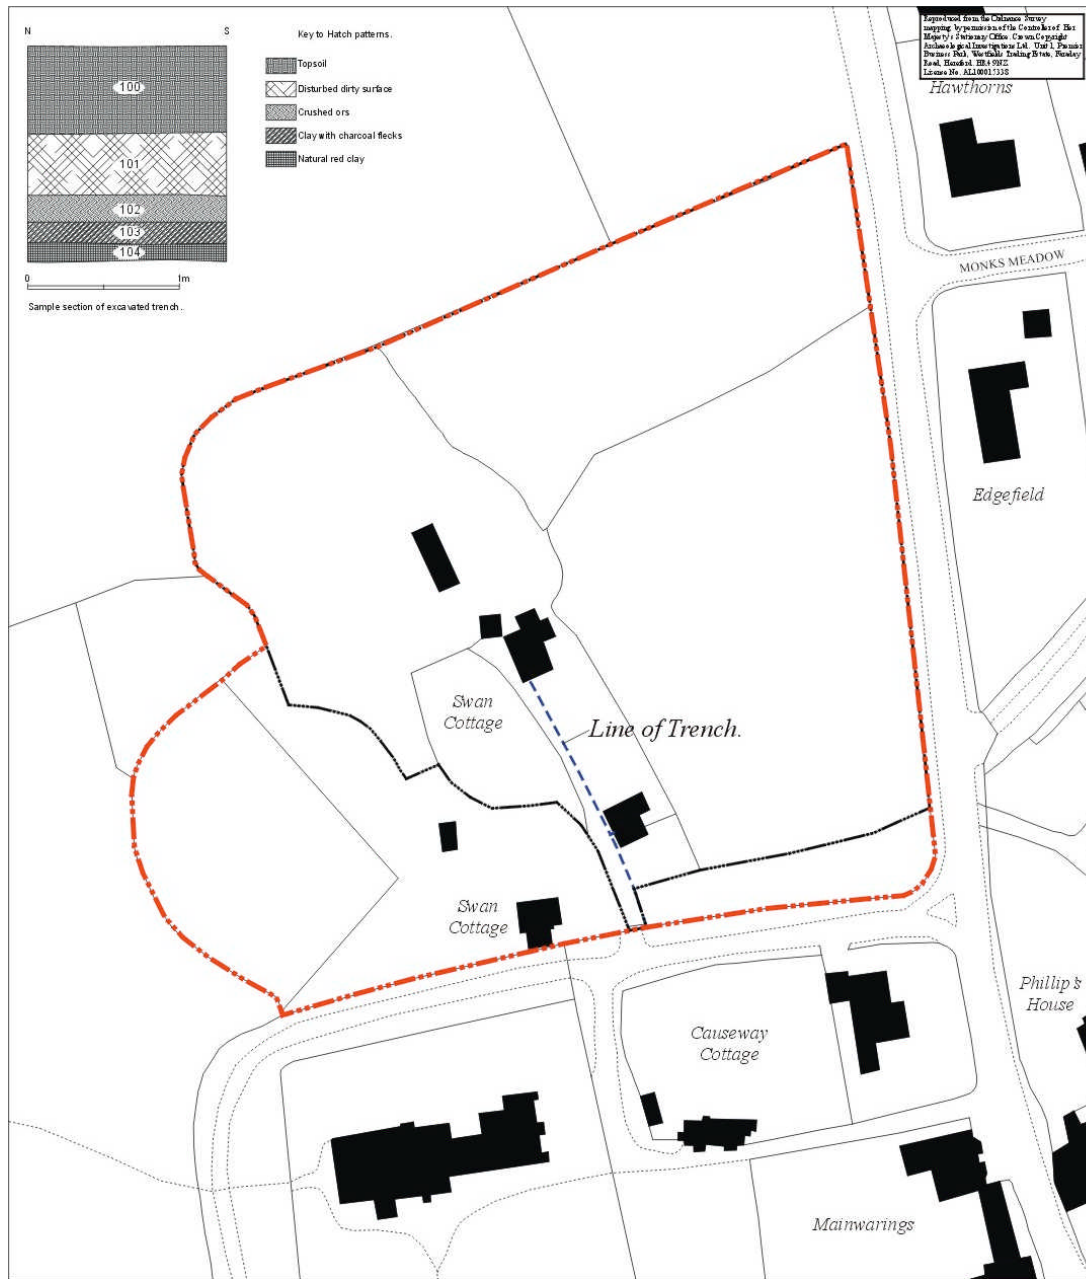 N
S
Key to Hatch patterns.
Topsoil
Disturbed dirty surface
Crushed ors
Clay with charcoal flecks
Natural red clay
100
101
102
103
104
0
1m
Sample section of excavated trench.
Reproduced from the Ordnance Survey
mapping by permission of the Controller of Her
Majesty's Stationary Office. Crown Copyright
Archaeological Investigations Ltd. Unit 1, Premier
Business Park, Westfields Trading Estate, Faraday
Road, Hereford. HR4 9NZ
License No. AL100015338
Hawthorns
MONKS MEADOW
Edgefield
Swan
Cottage
Line of Trench.
Swan
Cottage
Phillip's
House
Causeway
Cottage
Mainwarings